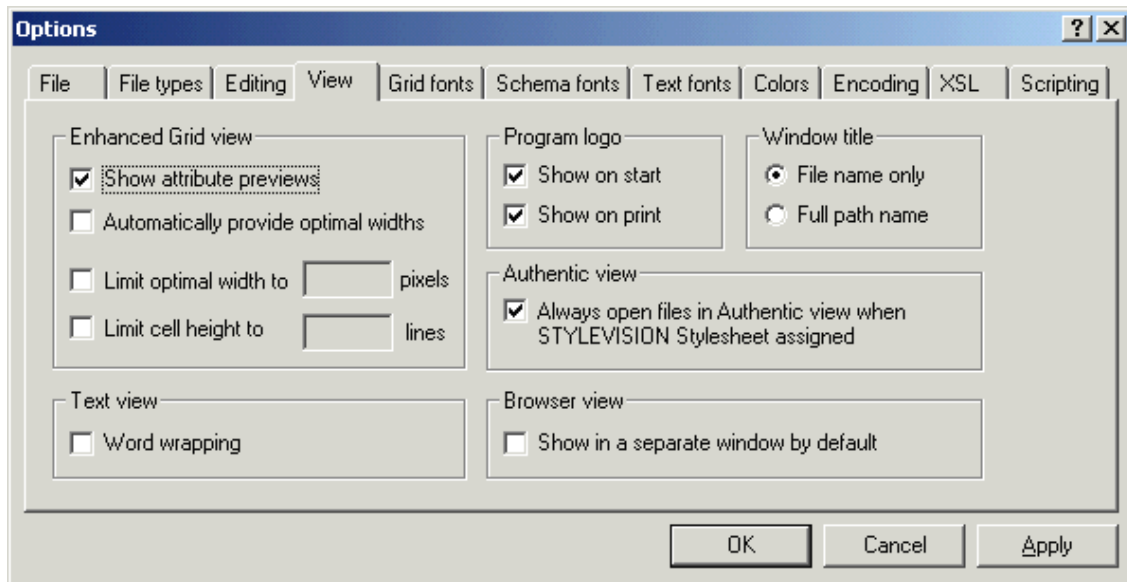 Options
File File types Editing View Grid fonts Schema fonts Text fonts Colors Encoding XSL Scripting
Enhanced Grid view
Show attribute previews
Automatically provide optimal widths
Limit optimal width to pixels
Limit cell height to lines
Program logo
Show on start
Show on print
Window title
File name only
Full path name
Authentic view
Always open files in Authentic view when
STYLEVISION Stylesheet assigned
Text view
Word wrapping
Browser view
Show in a separate window by default
OK Cancel Apply